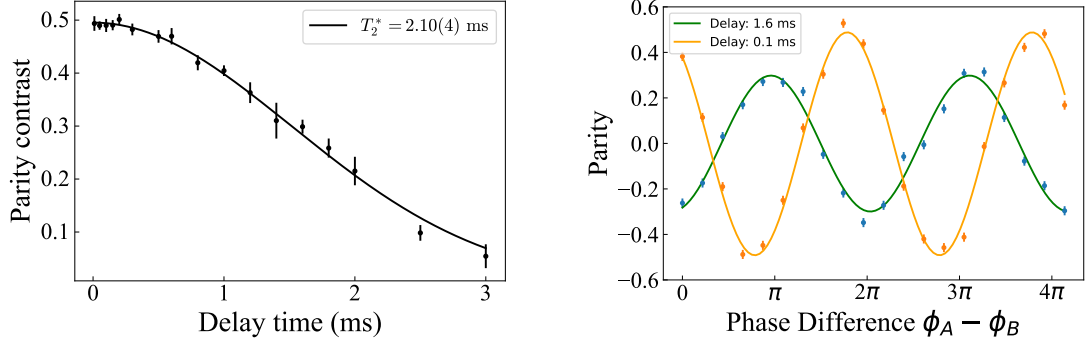 0.5
0.4
0.3
0.2
0.1
0
1
2
3
Parity contrast
Delay time (ms)
T₂* = 2.10(4) ms
0.6
0.4
0.2
0.0
−0.2
−0.4
−0.6
0
π
2π
3π
4π
Parity
Phase Difference ϕ_A − ϕ_B
Delay: 1.6 ms
Delay: 0.1 ms